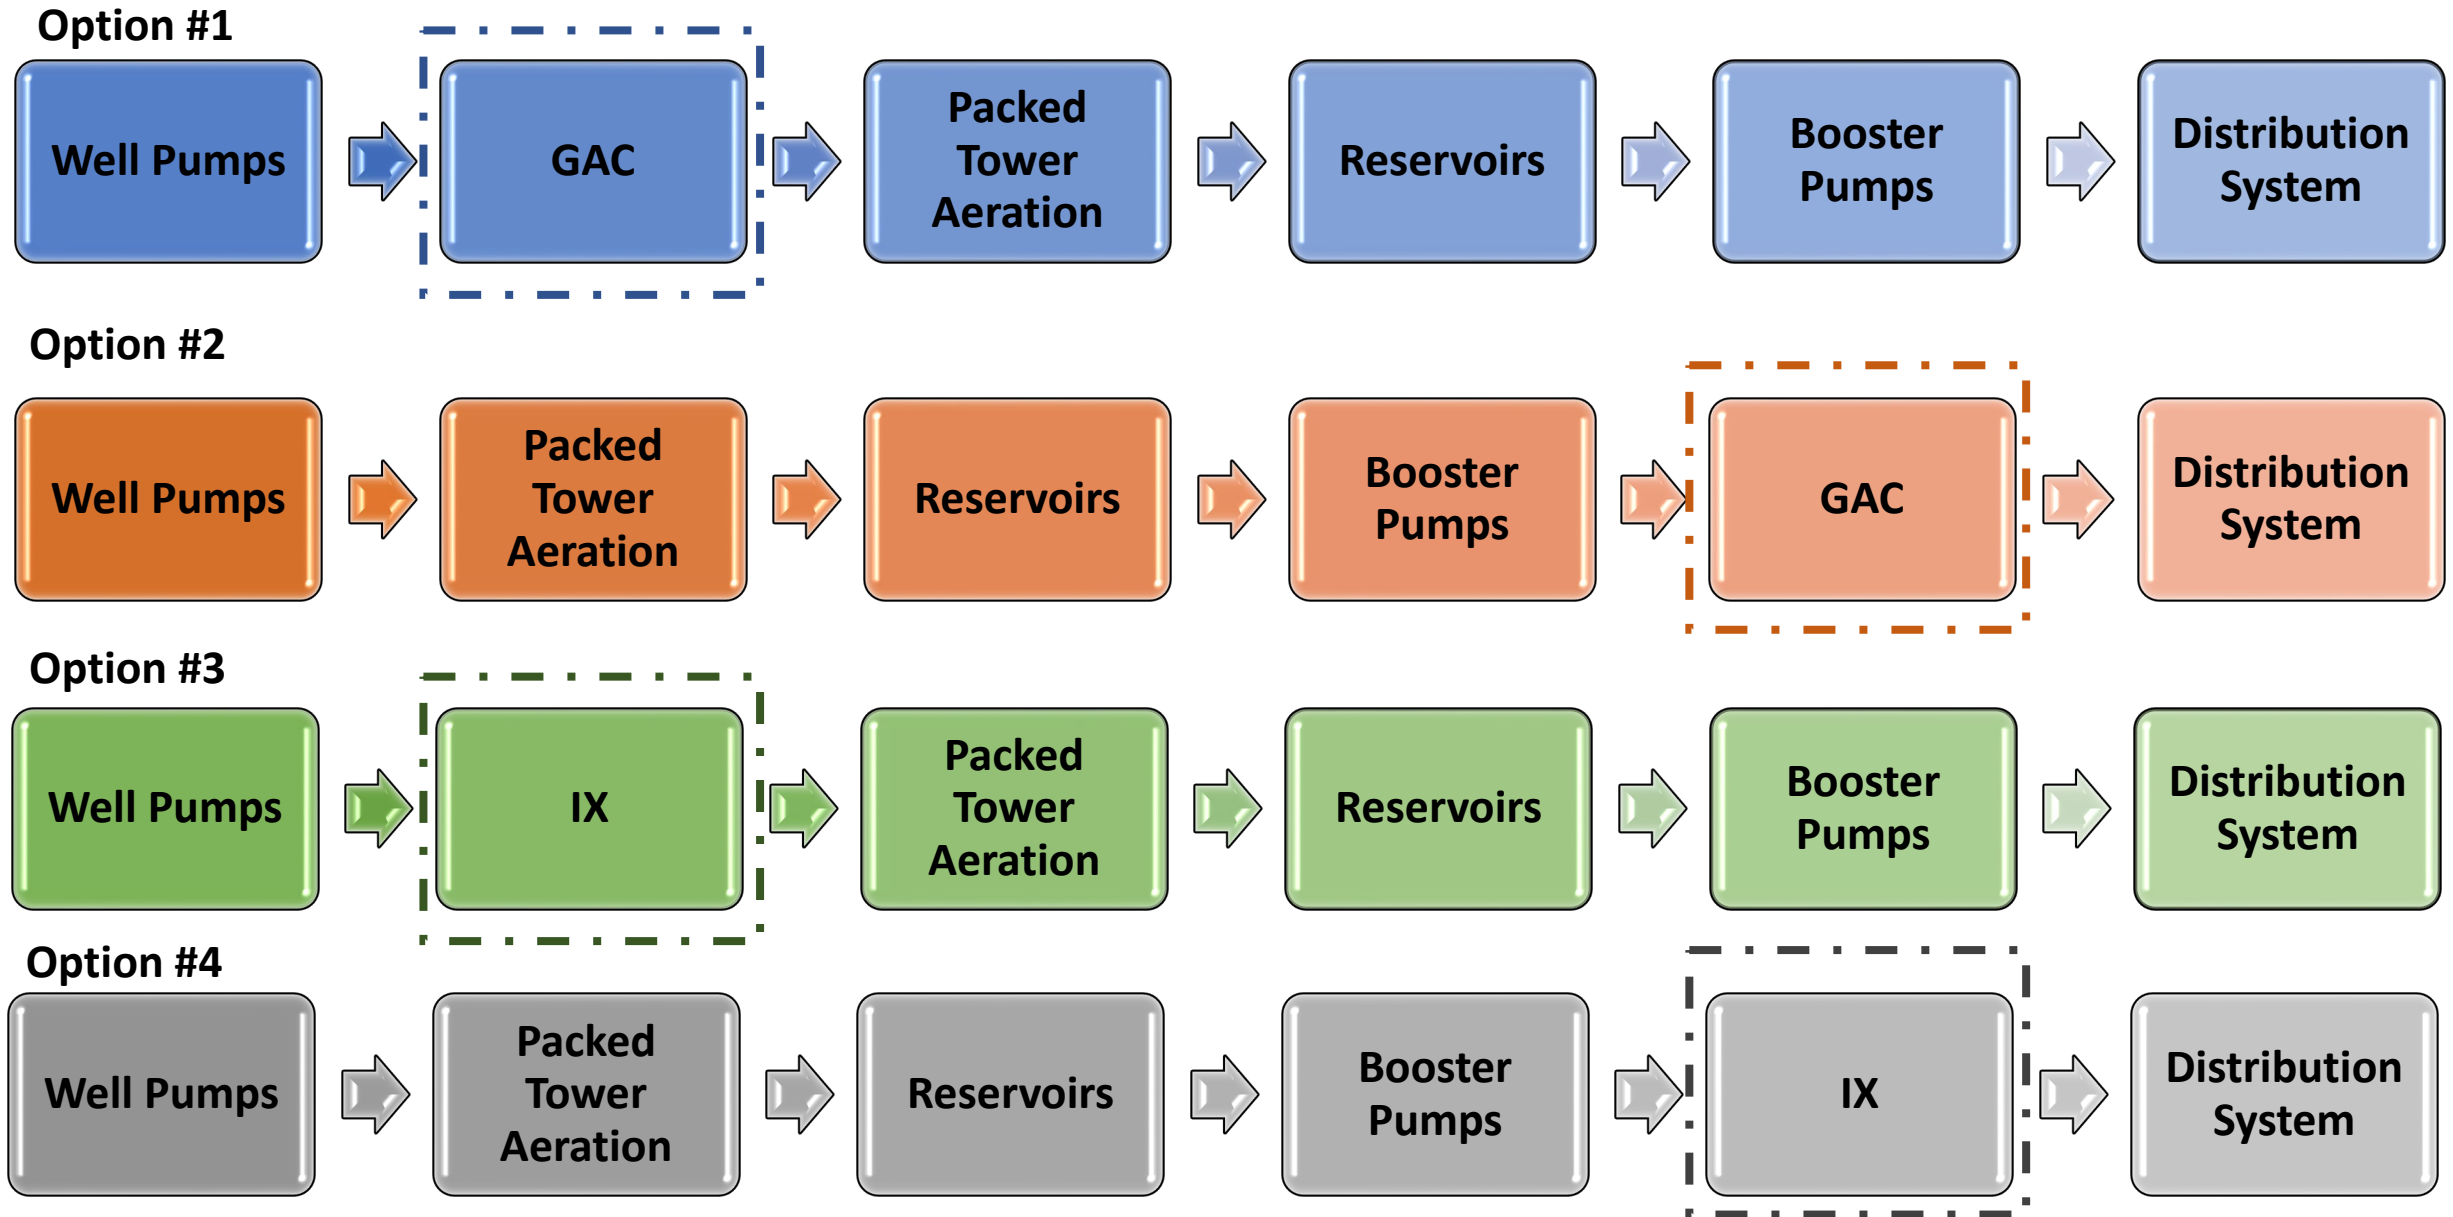 Option #1
Well Pumps
GAC
Packed
Tower
Aeration
Reservoirs
Booster
Pumps
Distribution
System
Option #2
Well Pumps
Packed
Tower
Aeration
Reservoirs
Booster
Pumps
GAC
Distribution
System
Option #3
Well Pumps
IX
Packed
Tower
Aeration
Reservoirs
Booster
Pumps
Distribution
System
Option #4
Well Pumps
Packed
Tower
Aeration
Reservoirs
Booster
Pumps
IX
Distribution
System